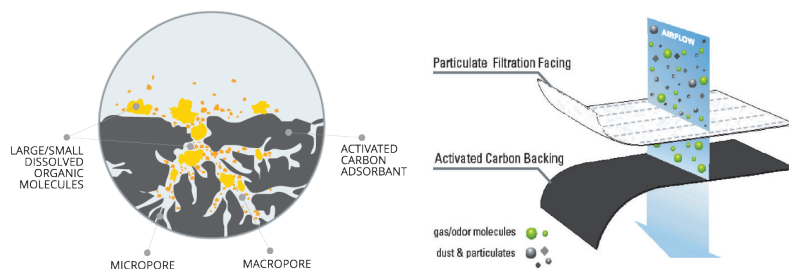 LARGE/SMALL
DISSOLVED
ORGANIC
MOLECULES
ACTIVATED
CARBON
ADSORBANT
MICROPORE
MACROPORE
AIRFLOW
Particulate Filtration Facing
Activated Carbon Backing
gas/odor molecules
dust & particulates